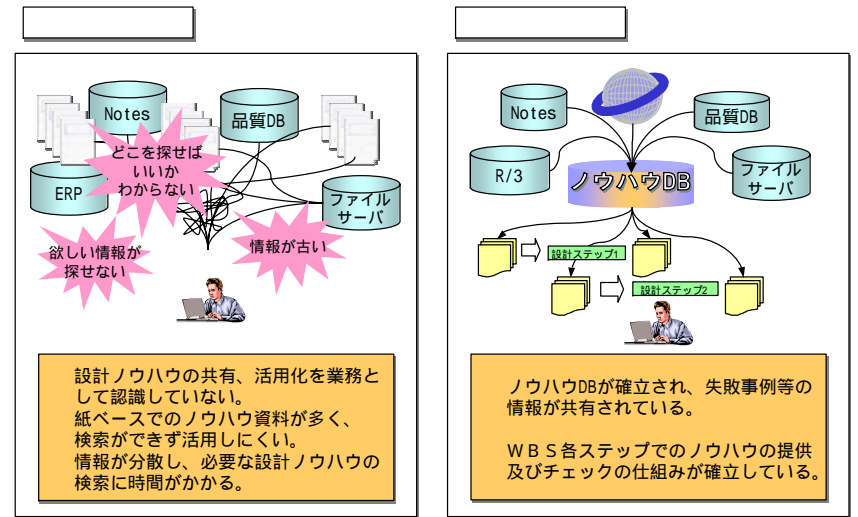 Notes
品質DB
どこを探せば
いいか
わからない
ERP
ファイル
サーバ
欲しい情報が
探せない
情報が古い
設計ノウハウの共有、活用化を業務と
して認識していない。
紙ベースでのノウハウ資料が多く、
検索ができず活用しにくい。
情報が分散し、必要な設計ノウハウの
検索に時間がかかる。
Notes
品質DB
R/3
ノウハウDB
ファイル
サーバ
設計ステップ1
設計ステップ2
ノウハウDBが確立され、失敗事例等の
情報が共有されている。
ＷＢＳ各ステップでのノウハウの提供
及びチェックの仕組みが確立している。